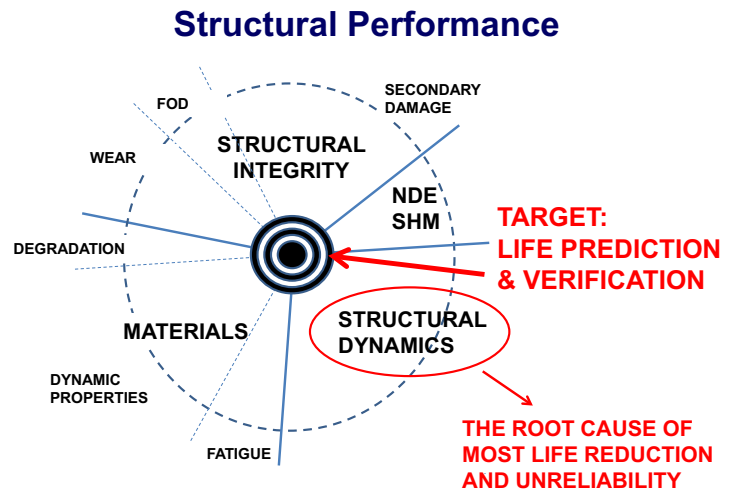 Structural Performance
SECONDARY
DAMAGE
FOD
STRUCTURAL
INTEGRITY
WEAR
NDE
SHM
TARGET:
LIFE PREDICTION
& VERIFICATION
DEGRADATION
MATERIALS
STRUCTURAL
DYNAMICS
DYNAMIC
PROPERTIES
FATIGUE
THE ROOT CAUSE OF
MOST LIFE REDUCTION
AND UNRELIABILITY